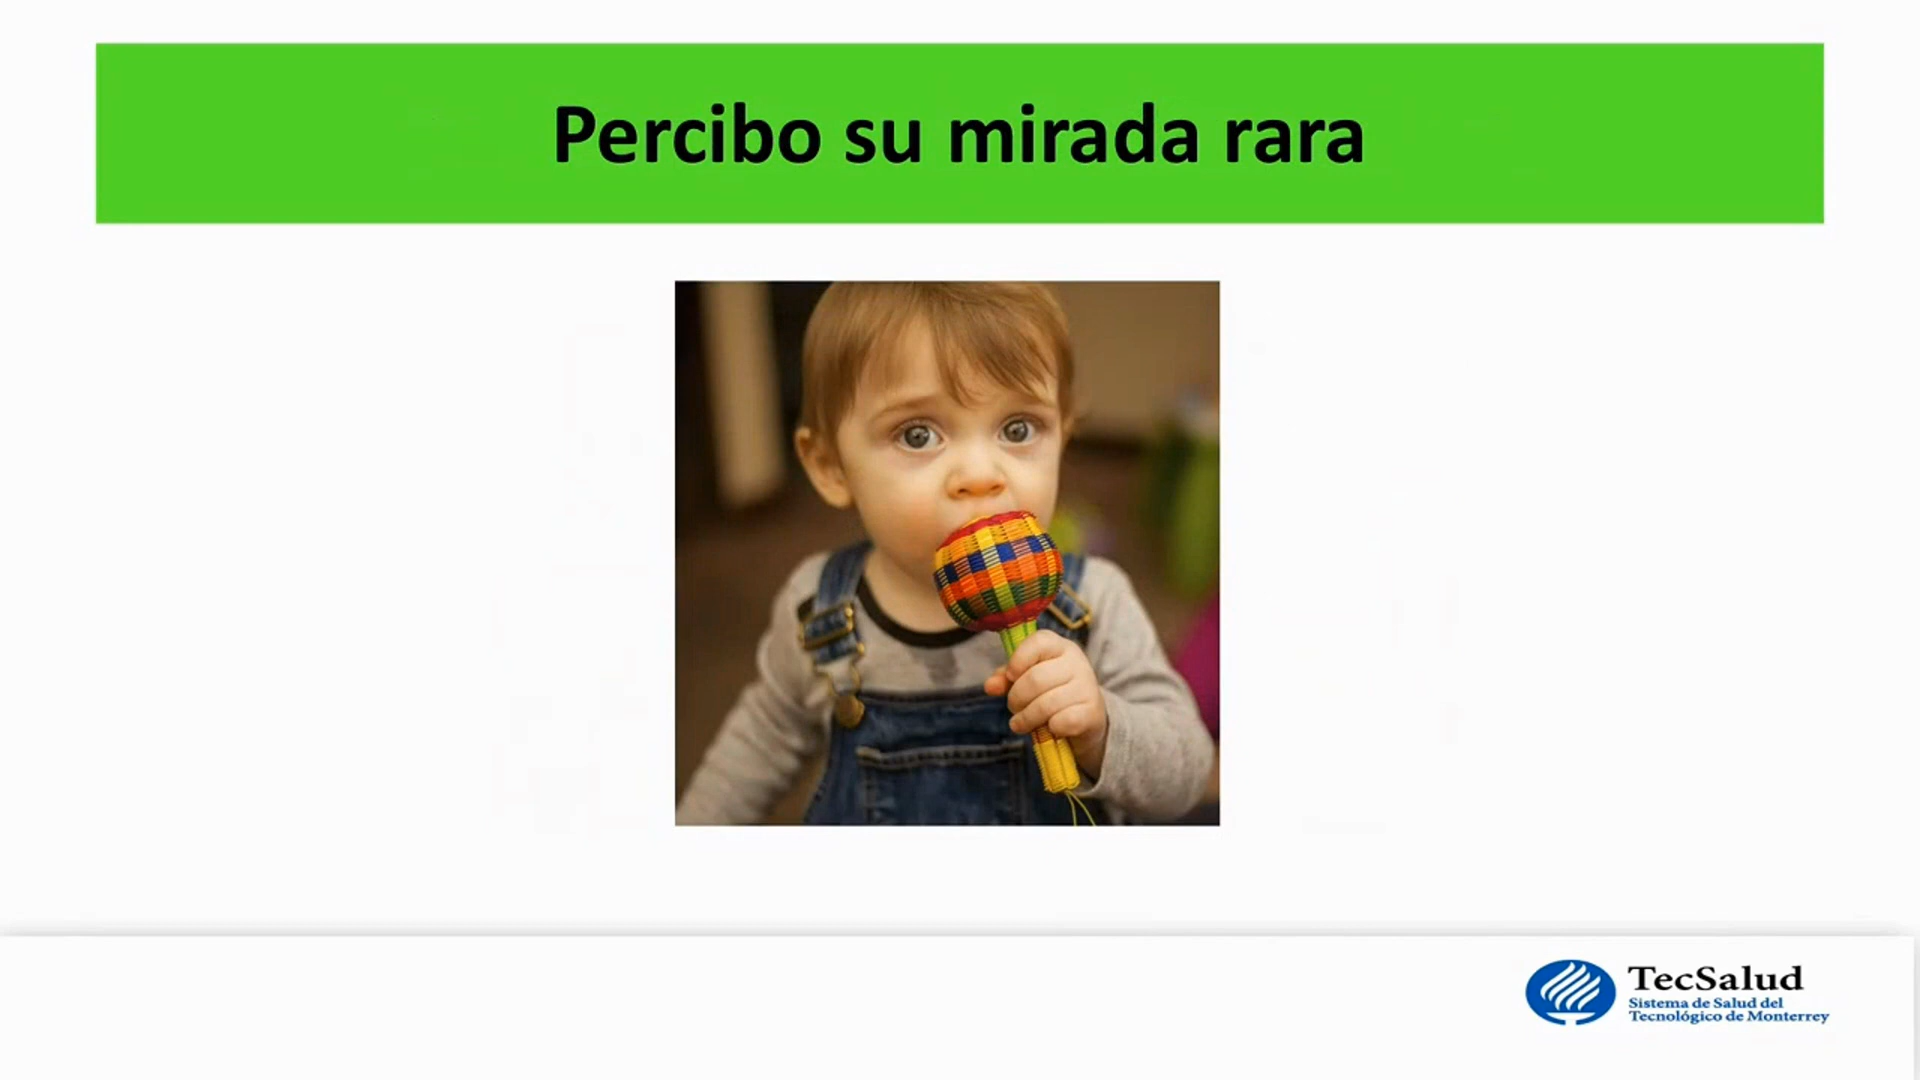 Percibo su mirada rara
TecSalud
Sistema de Salud del
Tecnológico de Monterrey